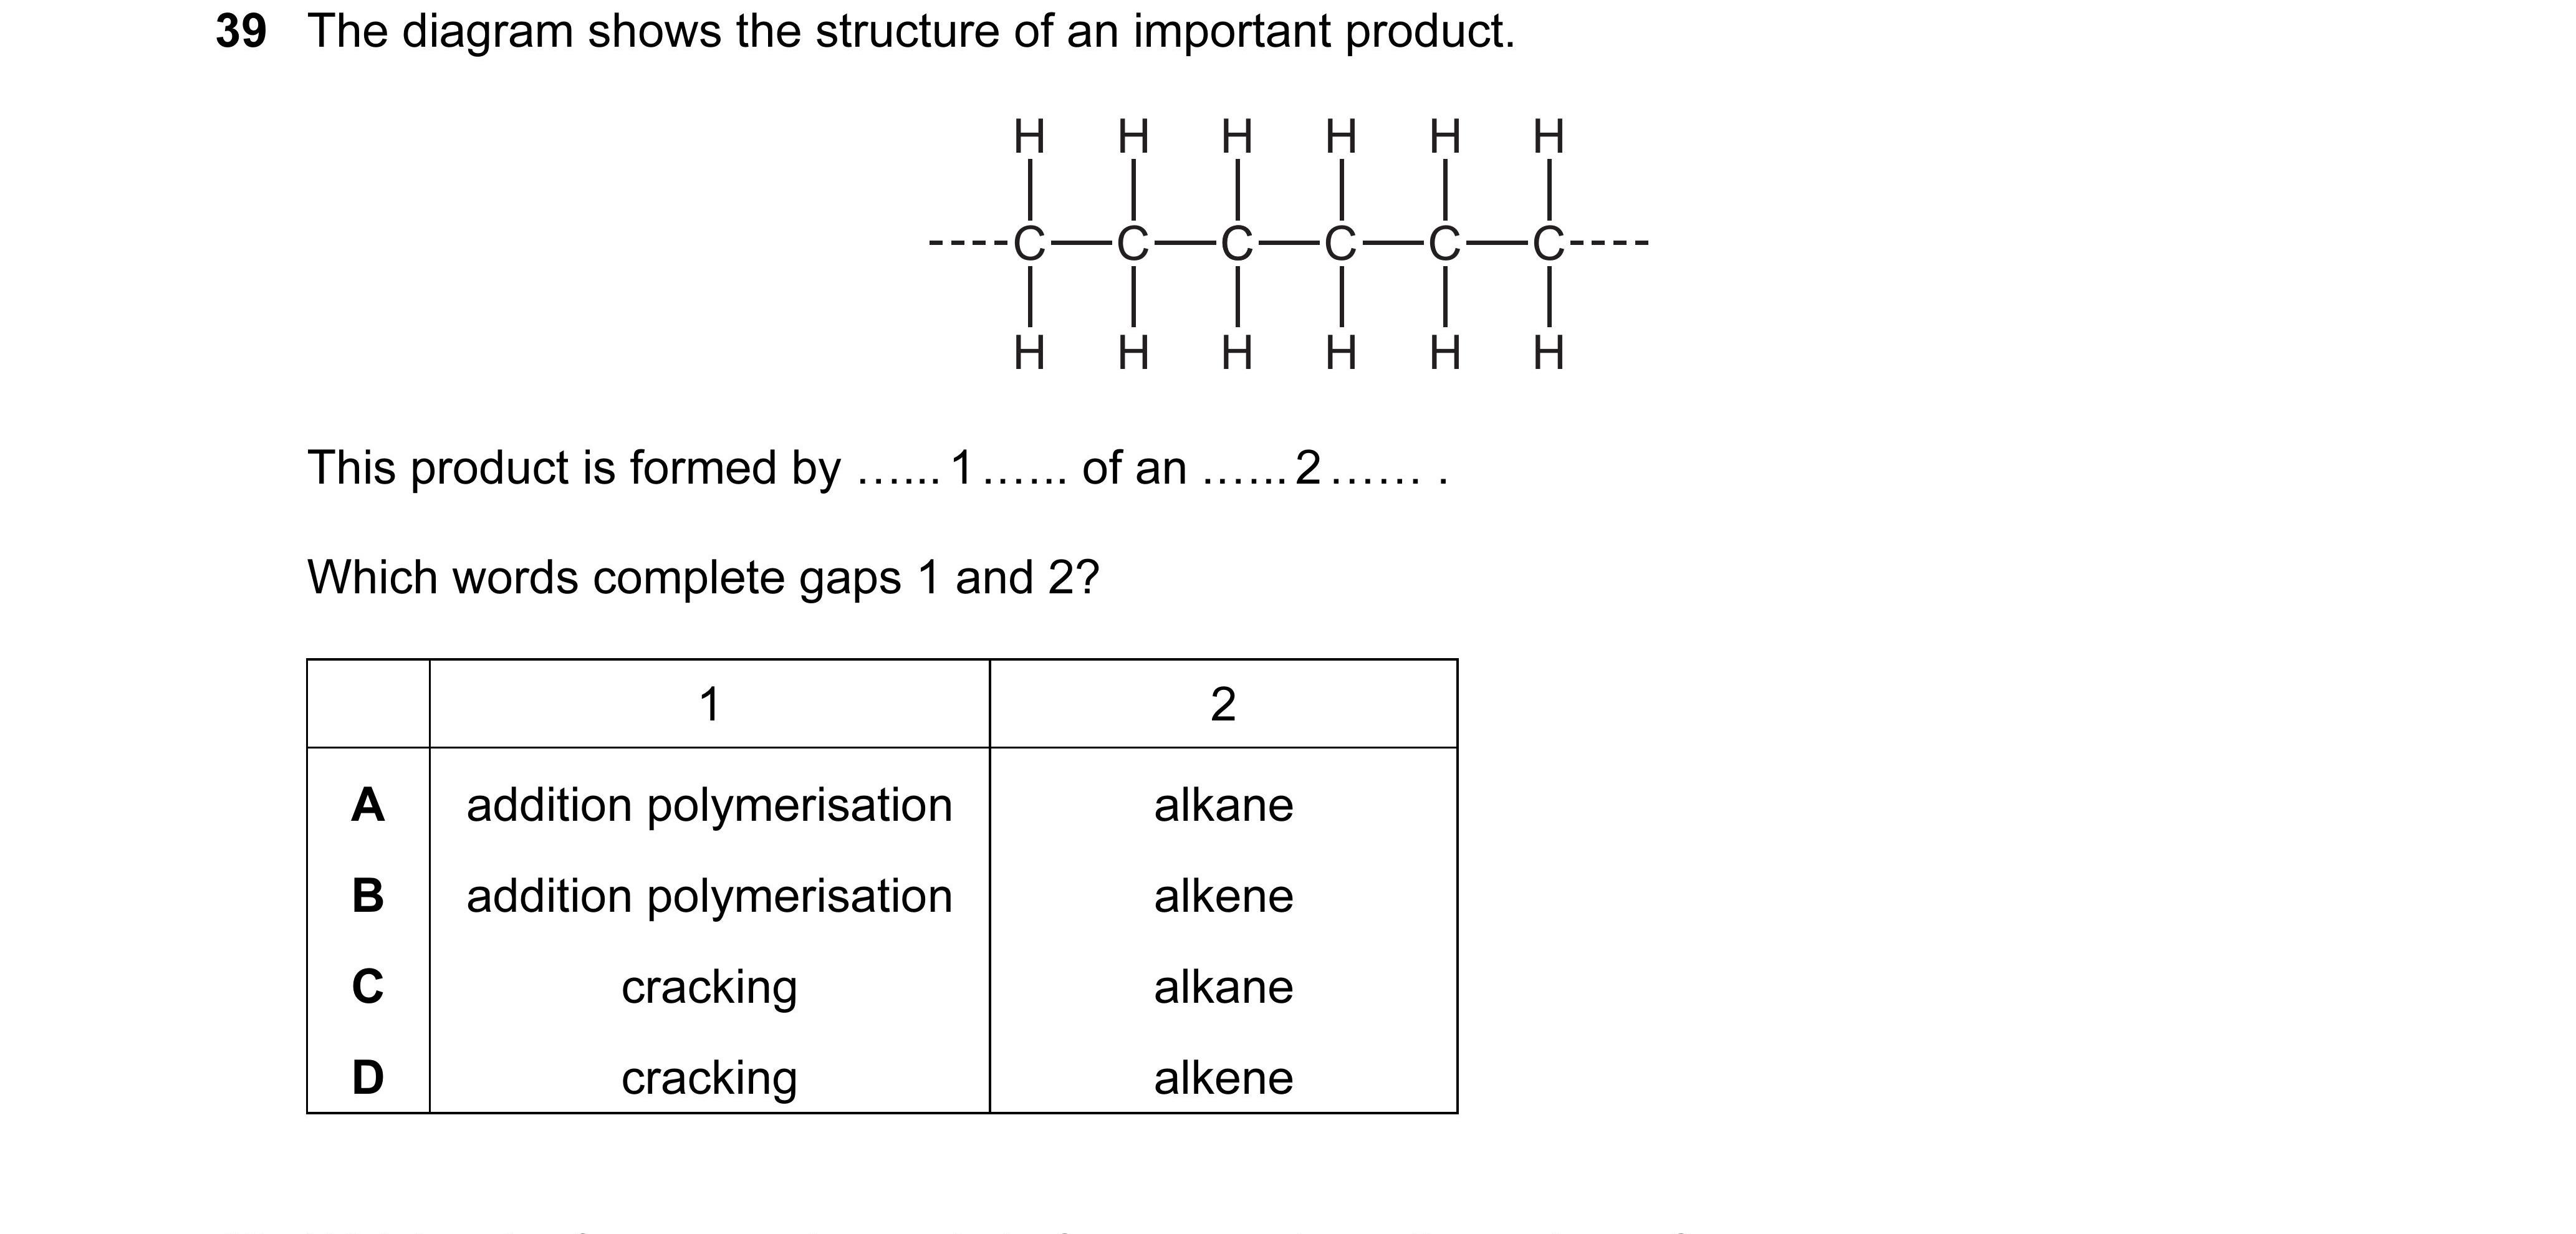 39 The diagram shows the structure of an important product.
H H H H H H
----C—C—C—C—C—C----
H H H H H H
This product is formed by ...... 1 ...... of an ...... 2 ...... .
Which words complete gaps 1 and 2?
1 2
A addition polymerisation alkane
B addition polymerisation alkene
C cracking alkane
D cracking alkene